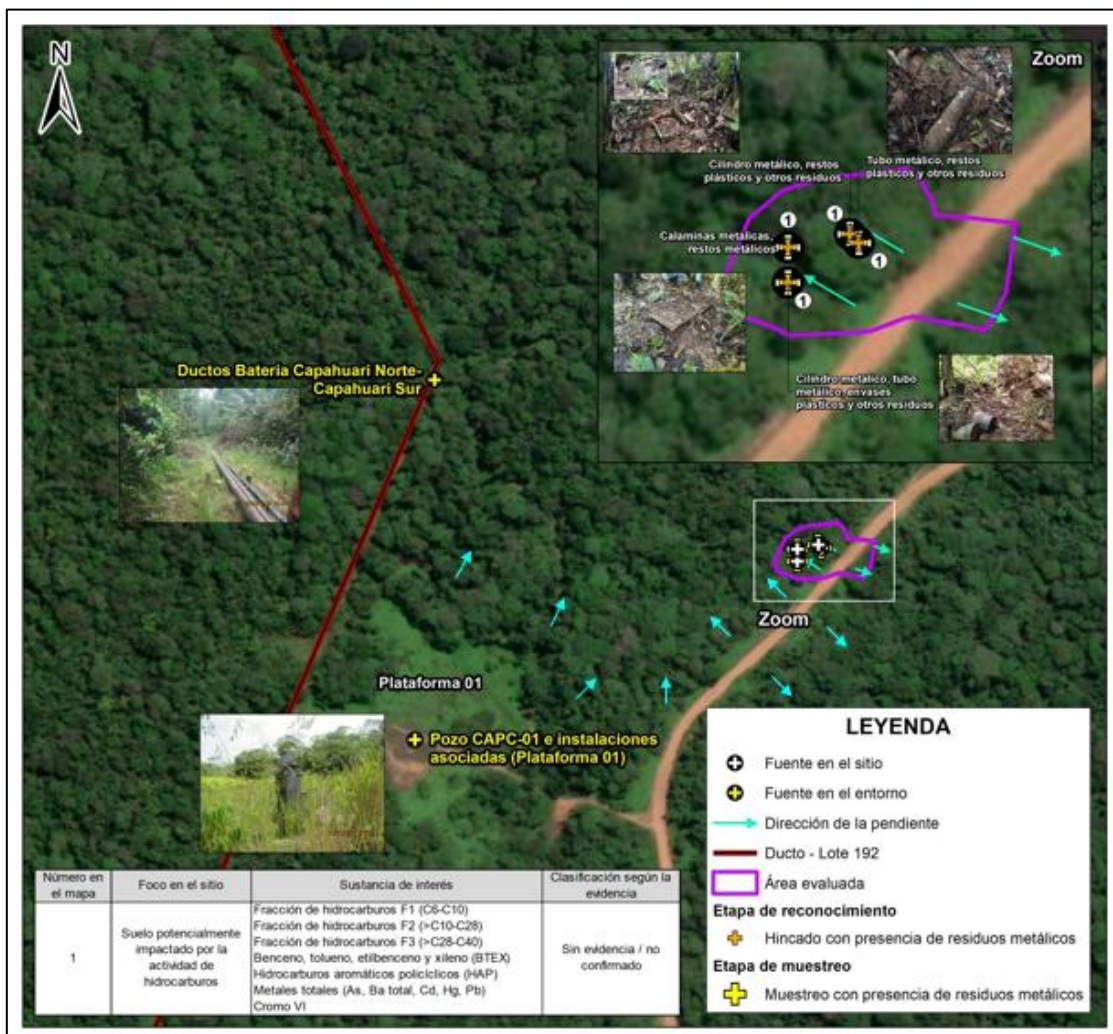 N
Zoom
Cilindro metálico, restos
plásticos y otros residuos
Tubo metálico, restos
plásticos y otros residuos
1
1
Calaminas metálicas,
restos metálicos
1
1
Cilindro metálico, tubo
metálico, envases
plásticos y otros residuos
Ductos Batería Capahuari Norte-
Capahuari Sur
Zoom
Plataforma 01
Pozo CAPC-01 e instalaciones
asociadas (Plataforma 01)
LEYENDA
Fuente en el sitio
Fuente en el entorno
Dirección de la pendiente
Ducto - Lote 192
Área evaluada
Etapa de reconocimiento
Hincado con presencia de residuos metálicos
Etapa de muestreo
Muestreo con presencia de residuos metálicos
Número en
el mapa
Foco en el sitio
Sustancia de interés
Clasificación según la
evidencia
1
Suelo potencialmente
impactado por la
actividad de
hidrocarburos
Fracción de hidrocarburos F1 (C6-C10)
Fracción de hidrocarburos F2 (>C10-C28)
Fracción de hidrocarburos F3 (>C28-C40)
Benceno, tolueno, etilbenceno y xileno (BTEX)
Hidrocarburos aromáticos policíclicos (HAP)
Metales totales (As, Ba total, Cd, Hg, Pb)
Cromo VI
Sin evidencia / no
confirmado